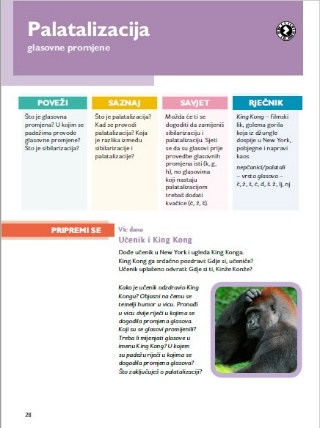 Palatalizacija
glasovne promjene
POVEŽI
Što je glasovna
promjena? U kojim se
padežima provode
glasovne promjene?
Što je sibilarizacija?
SAZNAJ
Što je palatalizacija?
Kad se provodi
palatalizacija? Koja
je razlika između
sibilarizacije i
palatalizacije?
SAVJET
Možda će ti se
dogoditi da zamijeniš
sibilarizaciju i
palatalizaciju. Sjeti
se da su glasovi prije
provedbe glasovnih
promjena isti (k, g,
h), no glasovima
koji nastaju
palatalizacijom
trebaš dodati
kvačice (č, ž, š).
RJEČNIK
King Kong – filmski
lik, golema gorila
koja iz džungle
dospije u New York,
pobjegne i napravi
kaos
nepčanici/palatali
– vrsta glasova –
č, ž, š, ć, đ, š, ž, lj, nj
PRIPREMI SE
Vic dana
Učenik i King Kong
Dođe učenik u New York i ugleda King Konga.
King Kong ga srdačno pozdravi: Gdje si, učeniče!
Učenik uplašeno odvrati: Gdje si ti, Kinže Konže?
Kako je učenik odzdravio King
Kongu? Objasni na čemu se
temelji humor u vicu. Pronađi
u vicu dvije riječi u kojima se
dogodila promjena glasova.
Koji su se glasovi promijenili?
Treba li mijenjati glasove u
imenu King Kong? U kojem
su padežu riječi u kojima se
dogodila promjena glasova?
Što zaključuješ o palatalizaciji?
28